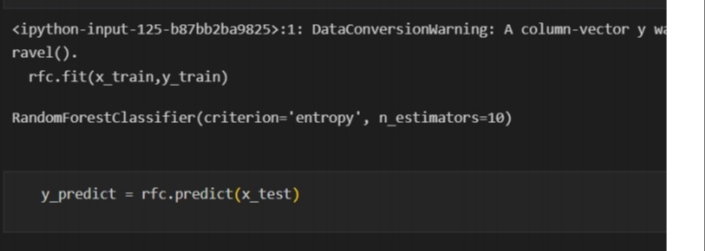 <ipython-input-125-b87bb2ba9825>:1: DataConversionWarning: A column-vector y
ravel().
rfc.fit(x_train,y_train)
RandomForestClassifier(criterion='entropy', n_estimators=10)
y_predict = rfc.predict(x_test)